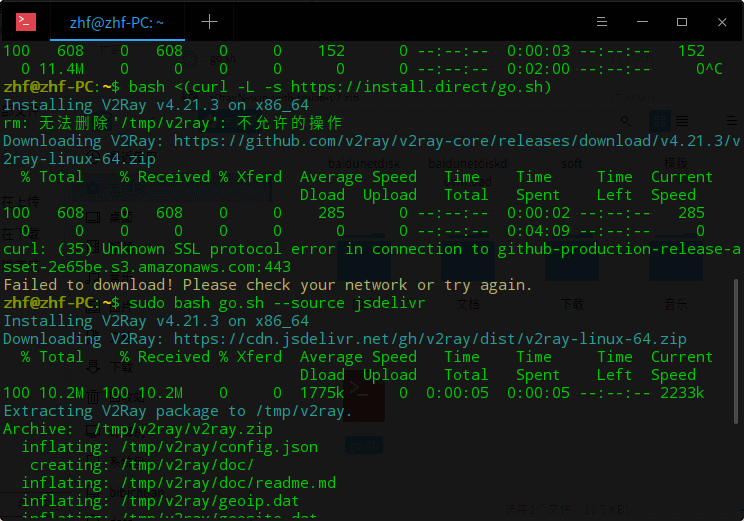 zhf@zhf-PC: ~
100 608 0 608 0 0 152 0 --:--:-- 0:00:03 --:--:-- 152
0 11.4M 0 0 0 0 0 0 --:--:-- 0:02:00 --:--:-- 0^C
zhf@zhf-PC:~$ bash <(curl -L -s https://install.direct/go.sh)
Installing V2Ray v4.21.3 on x86_64
rm: 无法删除'/tmp/v2ray': 不允许的操作
Downloading V2Ray: https://github.com/v2ray/v2ray-core/releases/download/v4.21.3/v
2ray-linux-64.zip
% Total % Received % Xferd Average Speed Time Time Time Current
Dload Upload Total Spent Left Speed
100 608 0 608 0 0 285 0 --:--:-- 0:00:02 --:--:-- 285
0 0 0 0 0 0 0 0 --:--:-- 0:04:09 --:--:-- 0
curl: (35) Unknown SSL protocol error in connection to github-production-release-a
sset-2e65be.s3.amazonaws.com:443
Failed to download! Please check your network or try again.
zhf@zhf-PC:~$ sudo bash go.sh --source jsdelivr
Installing V2Ray v4.21.3 on x86_64
Downloading V2Ray: https://cdn.jsdelivr.net/gh/v2ray/dist/v2ray-linux-64.zip
% Total % Received % Xferd Average Speed Time Time Time Current
Dload Upload Total Spent Left Speed
100 10.2M 100 10.2M 0 0 1775k 0 0:00:05 0:00:05 --:--:-- 2233k
Extracting V2Ray package to /tmp/v2ray.
Archive: /tmp/v2ray/v2ray.zip
inflating: /tmp/v2ray/config.json
creating: /tmp/v2ray/doc/
inflating: /tmp/v2ray/doc/readme.md
inflating: /tmp/v2ray/geoip.dat
inflating: /tmp/v2ray/geosite.dat